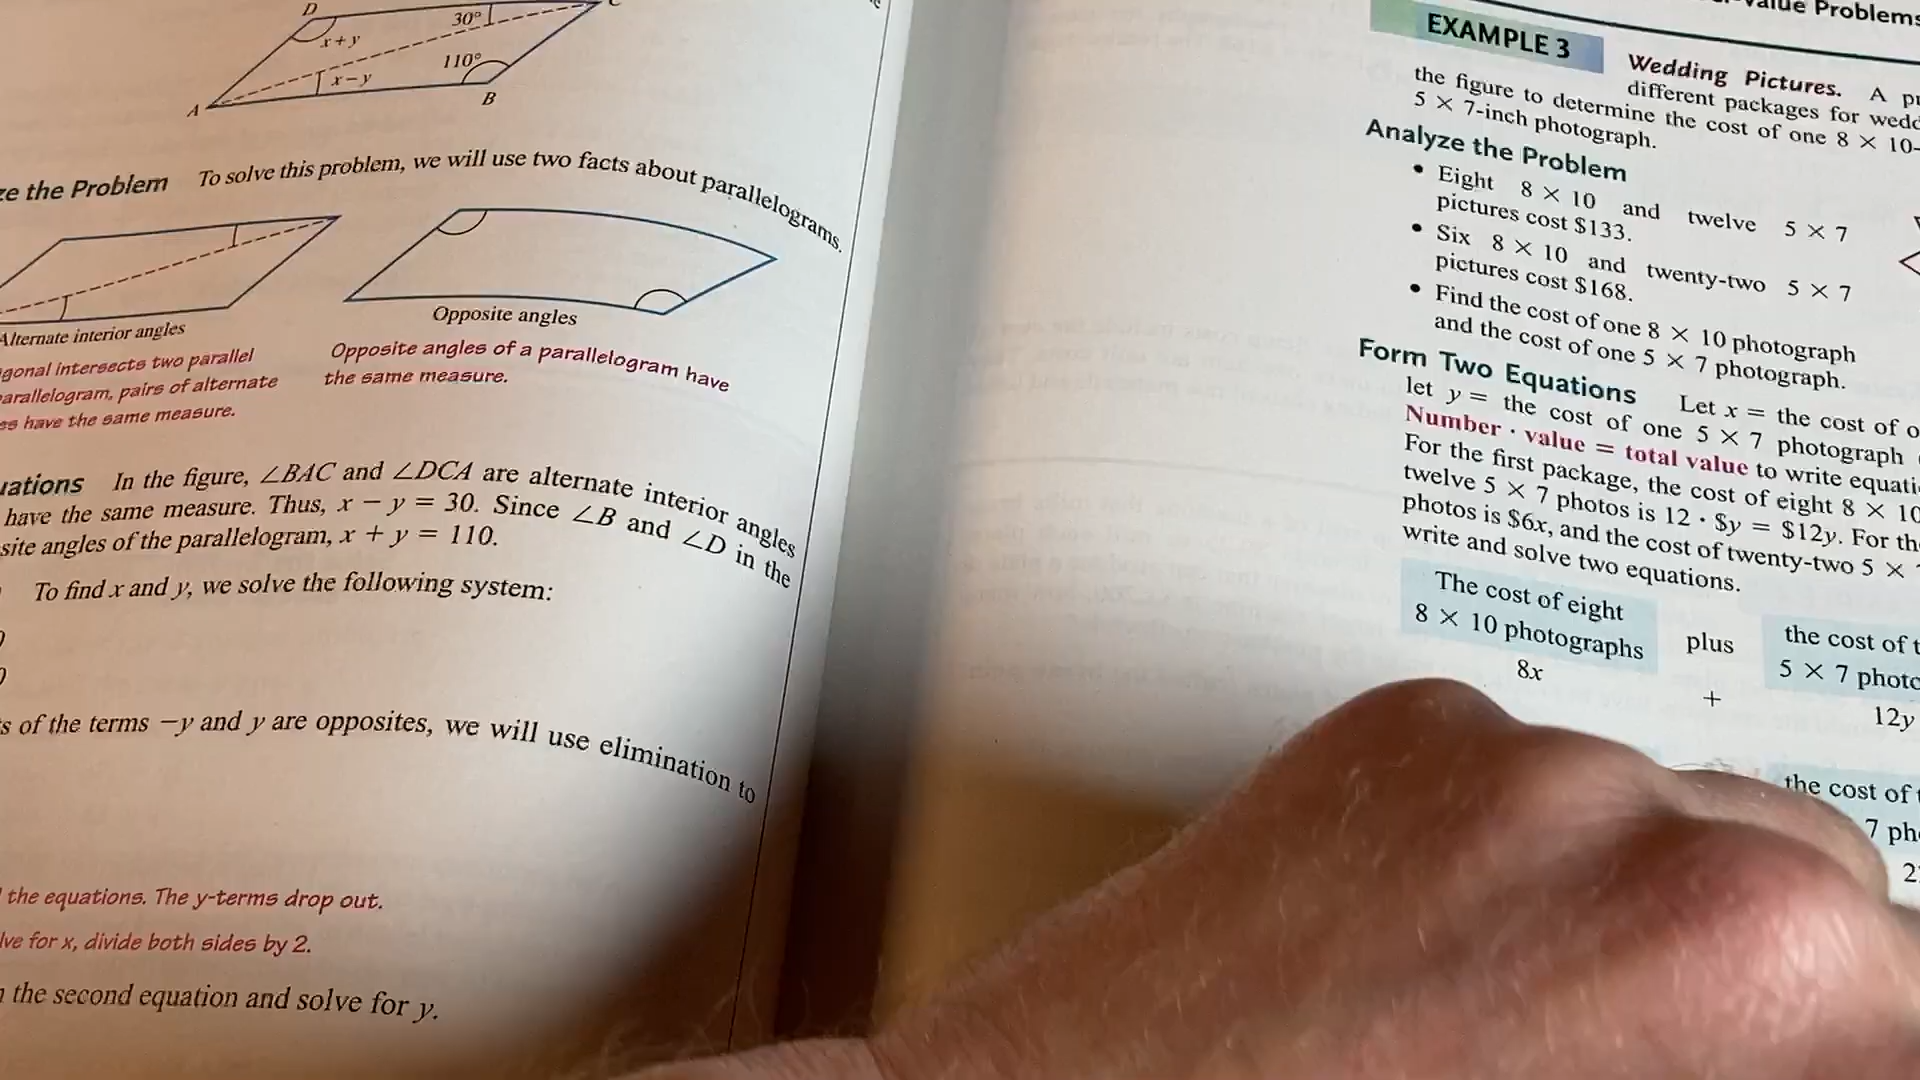 D
30°
x+y
110°
x−y
A
B
the Problem To solve this problem, we will use two facts about parallelograms.
Alternate interior angles
Opposite angles
intersects two parallel
pairs of alternate
have the same measure.
Opposite angles of a parallelogram have
the same measure.
In the figure, ∠BAC and ∠DCA are alternate interior angles
have the same measure. Thus, x − y = 30. Since ∠B and ∠D in the
angles of the parallelogram, x + y = 110.
To find x and y, we solve the following system:
of the terms −y and y are opposites, we will use elimination to
the equations. The y-terms drop out.
for x, divide both sides by 2.
the second equation and solve for y.
Problems
EXAMPLE 3
Wedding Pictures. A
different packages for
the figure to determine the cost of one 8 × 10-
5 × 7-inch photograph.
Analyze the Problem
• Eight 8 × 10 and twelve 5 × 7
pictures cost $133.
• Six 8 × 10 and twenty-two 5 × 7
pictures cost $168.
• Find the cost of one 8 × 10 photograph
and the cost of one 5 × 7 photograph.
Form Two Equations Let x = the cost of
let y = the cost of one 5 × 7 photograph
Number · value = total value to write
For the first package, the cost of eight 8 × 10
twelve 5 × 7 photos is 12 · $y = $12y. For
photos is $6x, and the cost of twenty-two 5 ×
write and solve two equations.
The cost of eight
8 × 10 photographs
plus
the cost of
5 × 7
8x
+
12y
the cost of
7